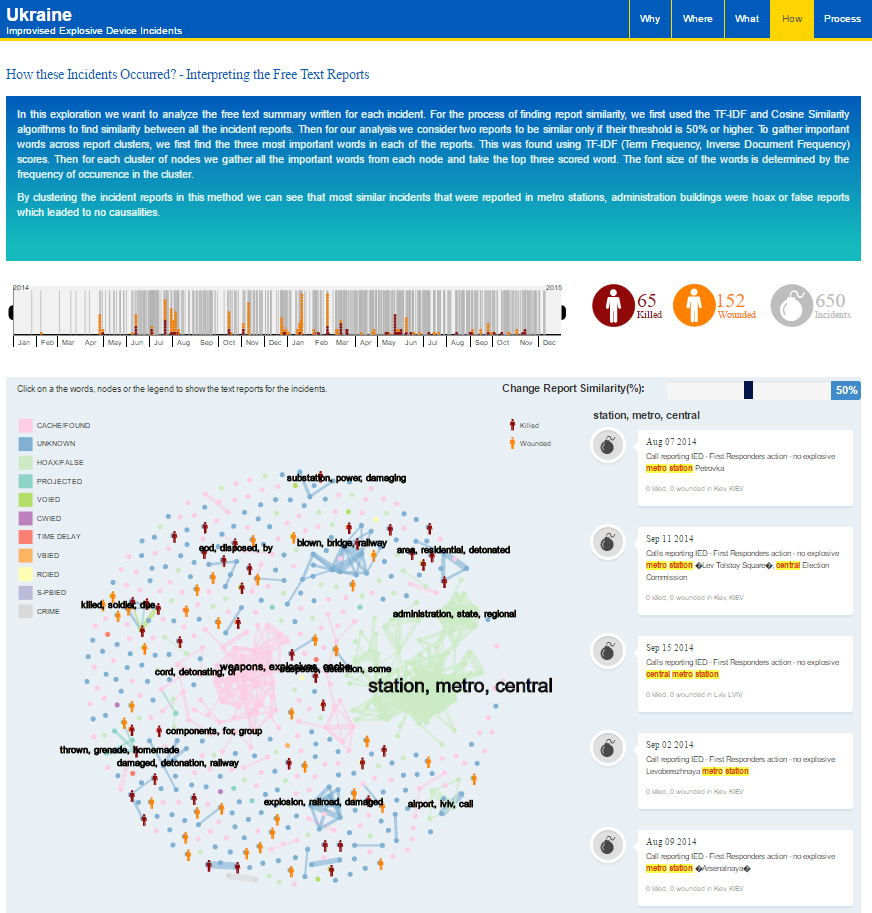 Ukraine
Improvised Explosive Device Incidents
Why Where What How Process
How these Incidents Occurred? - Interpreting the Free Text Reports
In this exploration we want to analyze the free text summary written for each incident. For the process of finding report similarity, we first used the TF-IDF and Cosine Similarity
algorithms to find similarity between all the incident reports. Then for our analysis we consider two reports to be similar only if their threshold is 50% or higher. To gather important
words across report clusters, we first find the three most important words in each of the reports. This was found using TF-IDF (Term Frequency, Inverse Document Frequency)
scores. Then for each cluster of nodes we gather all the important words from each node and take the top three scored word. The font size of the words is determined by the
frequency of occurrence in the cluster.
By clustering the incident reports in this method we can see that most similar incidents that were reported in metro stations, administration buildings were hoax or false reports
which leaded to no causalities.
2014 2015
Jan Feb Mar Apr May Jun Jul Aug Sep Oct Nov Dec Jan Feb Mar Apr May Jun Jul Aug Sep Oct Nov Dec
65 Killed
152 Wounded
650 Incidents
Click on a the words, nodes or the legend to show the text reports for the incidents.
Change Report Similarity(%): 50%
CACHE/FOUND
UNKNOWN
HOAX/FALSE
PROJECTED
VOIED
CWIED
TIME DELAY
VBIED
RCIED
S-PBIED
CRIME
Killed
Wounded
substation, power, damaging
eod, disposed, by
blown, bridge, railway
area, residential, detonated
killed, soldier, due
administration, state, regional
weapons, explosives, cache
detention, some
cord, detonating, or
station, metro, central
components, for, group
thrown, grenade, homemade
damaged, detonation, railway
explosion, railroad, damaged
airport, lviv, call
station, metro, central
Aug 07 2014
Call reporting IED - First Responders action - no explosive
metro station Petrovka
0 killed, 0 wounded in Kiev, KIEV
Sep 11 2014
Calls reporting IED - First Responders action - no explosive
metro station �Lev Tolstoy Square�, central Election
Commission
0 killed, 0 wounded in Kiev, KIEV
Sep 15 2014
Calls reporting IED - First Responders action - no explosive
central metro station
0 killed, 0 wounded in Lviv, LVIV
Sep 02 2014
Call reporting IED - First Responders action - no explosive
Levoberezhnaya metro station
0 killed, 0 wounded in Kiev, KIEV
Aug 09 2014
Call reporting IED - First Responders action - no explosive
metro station �Arsenalnaya�
0 killed, 0 wounded in Kiev, KIEV